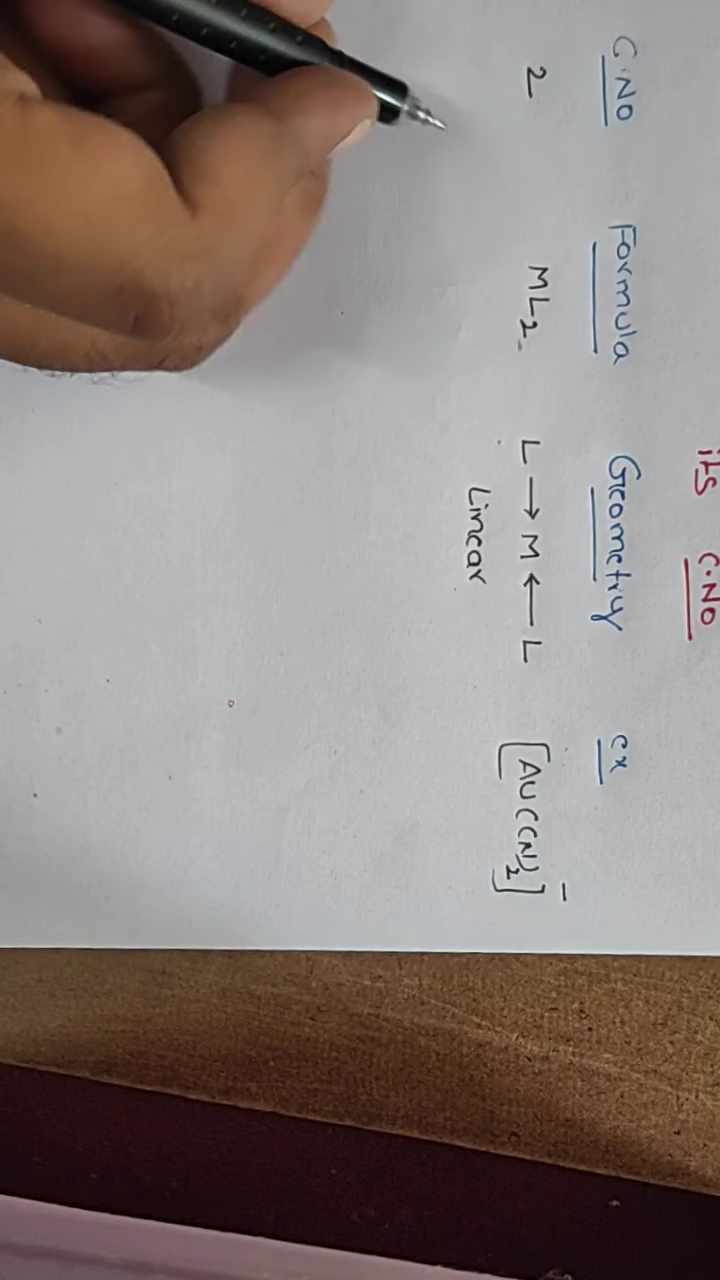 its C.NO
C.NO Formula Geometry ex
2 ML2 L → M ← L [AU(CN)2]-
Linear